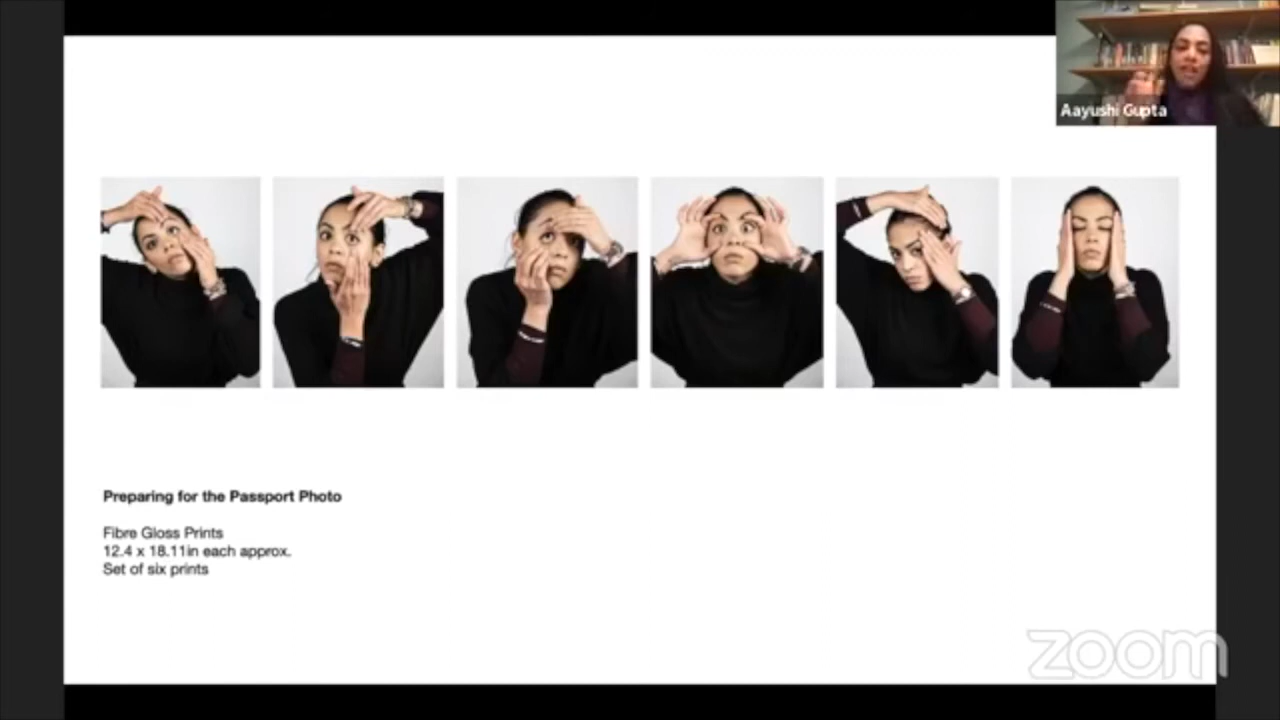 Aayushi Gupta
Preparing for the Passport Photo
Fibre Gloss Prints
12.4 x 18.11in each approx.
Set of six prints
zoom